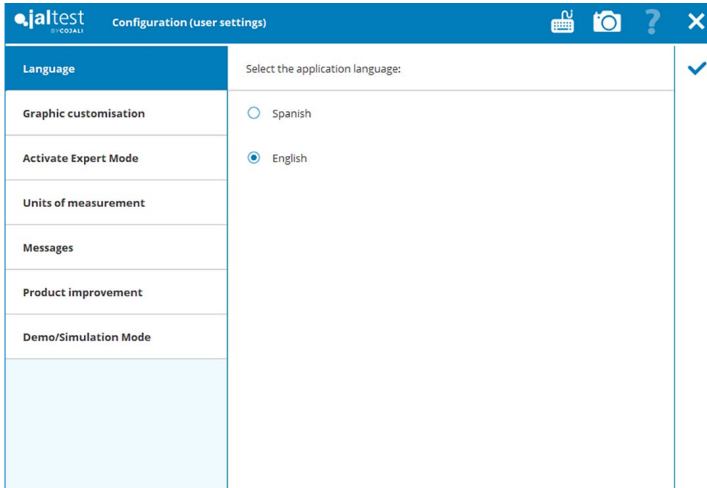 jaltest
BY COJALI
Configuration (user settings)
?
Language
Select the application language:
Graphic customisation
Spanish
Activate Expert Mode
English
Units of measurement
Messages
Product improvement
Demo/Simulation Mode